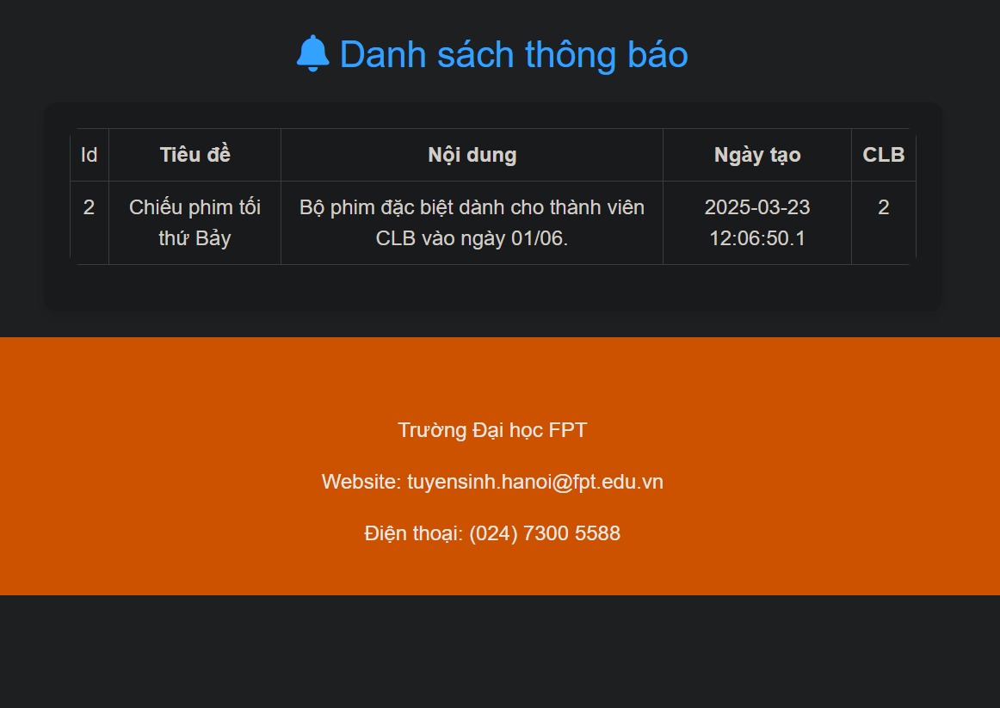 Danh sách thông báo
Id Tiêu đề Nội dung Ngày tạo CLB
2 Chiếu phim tối Bộ phim đặc biệt dành cho thành viên 2025-03-23 2
thứ Bảy CLB vào ngày 01/06. 12:06:50.1
Trường Đại học FPT
Website: tuyensinh.hanoi@fpt.edu.vn
Điện thoại: (024) 7300 5588